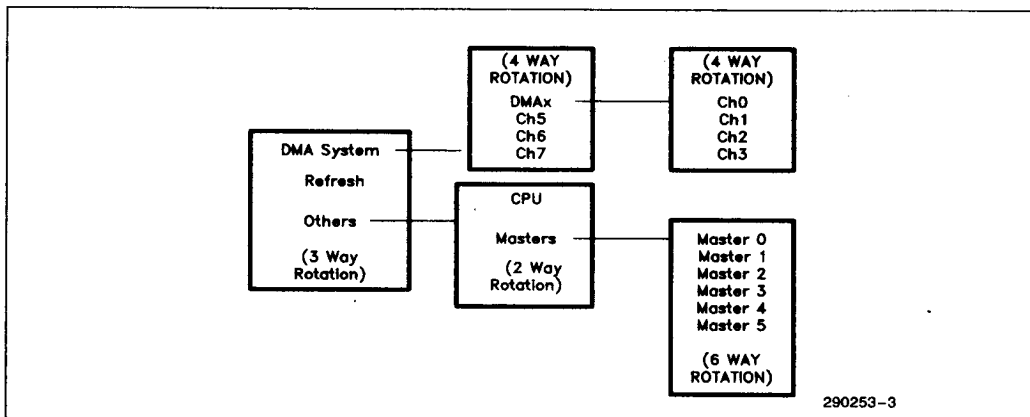 DMA System
Refresh
Others
(3 Way
Rotation)
(4 WAY
ROTATION)
DMAx
Ch5
Ch6
Ch7
(4 WAY
ROTATION)
Ch0
Ch1
Ch2
Ch3
CPU
Masters
(2 Way
Rotation)
Master 0
Master 1
Master 2
Master 3
Master 4
Master 5
(6 WAY
ROTATION)
290253-3